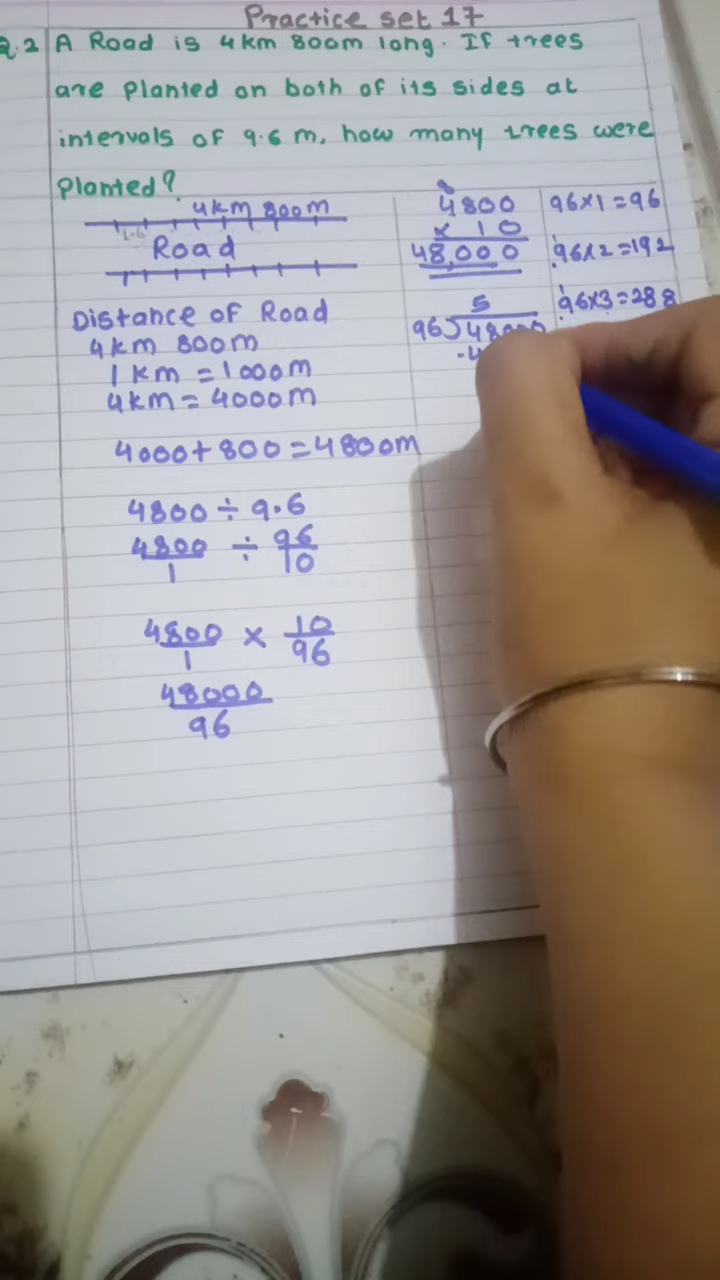 Practice set 17
Q.2 A Road is 4km 800m long. If trees
are planted on both of its sides at
intervals of 9.6 m, how many trees were
planted?
4km 800m
Road
Distance of Road
4km 800m
1km = 1000m
4km = 4000m
4000 + 800 = 4800m
4800 ÷ 9.6
4800/1 ÷ 96/10
4800/1 × 10/96
48000/96
4800
× 10
48,000
5
96)48000
96×1=96
96×2=192
96×3=288